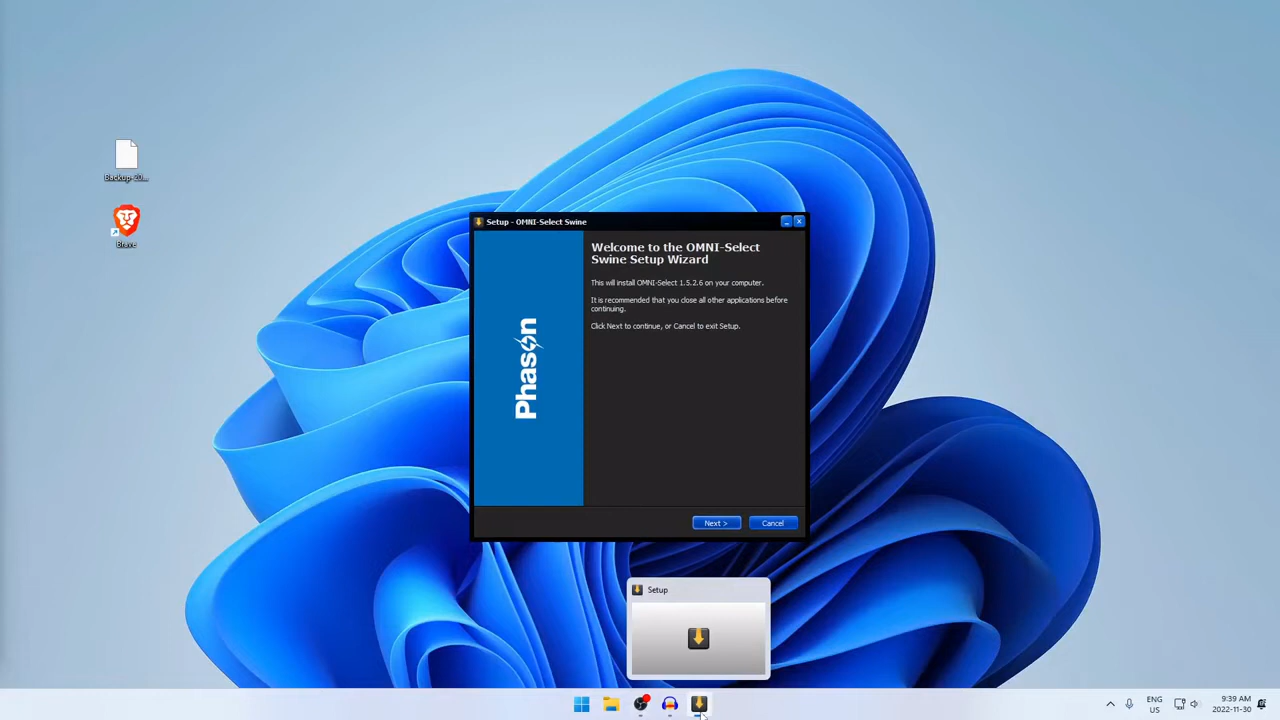 Backup-20...
Brave
Setup - OMNI-Select Swine
Welcome to the OMNI-Select
Swine Setup Wizard
This will install OMNI-Select 1.5.2.6 on your computer.
It is recommended that you close all other applications before
continuing.
Click Next to continue, or Cancel to exit Setup.
Phason
Next >
Cancel
Setup
ENG
US
9:39 AM
2022-11-30